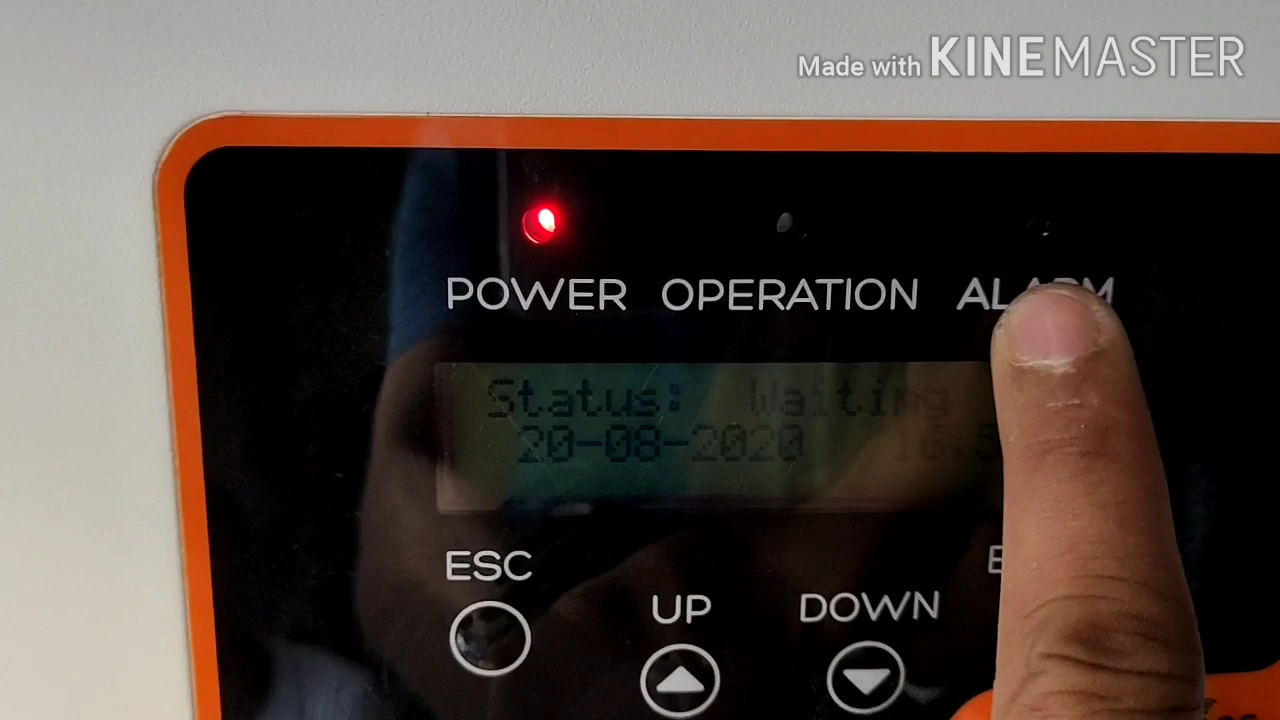 Made with KINEMASTER
POWER OPERATION
Status: Waiting
20-08-2020
ESC
UP DOWN